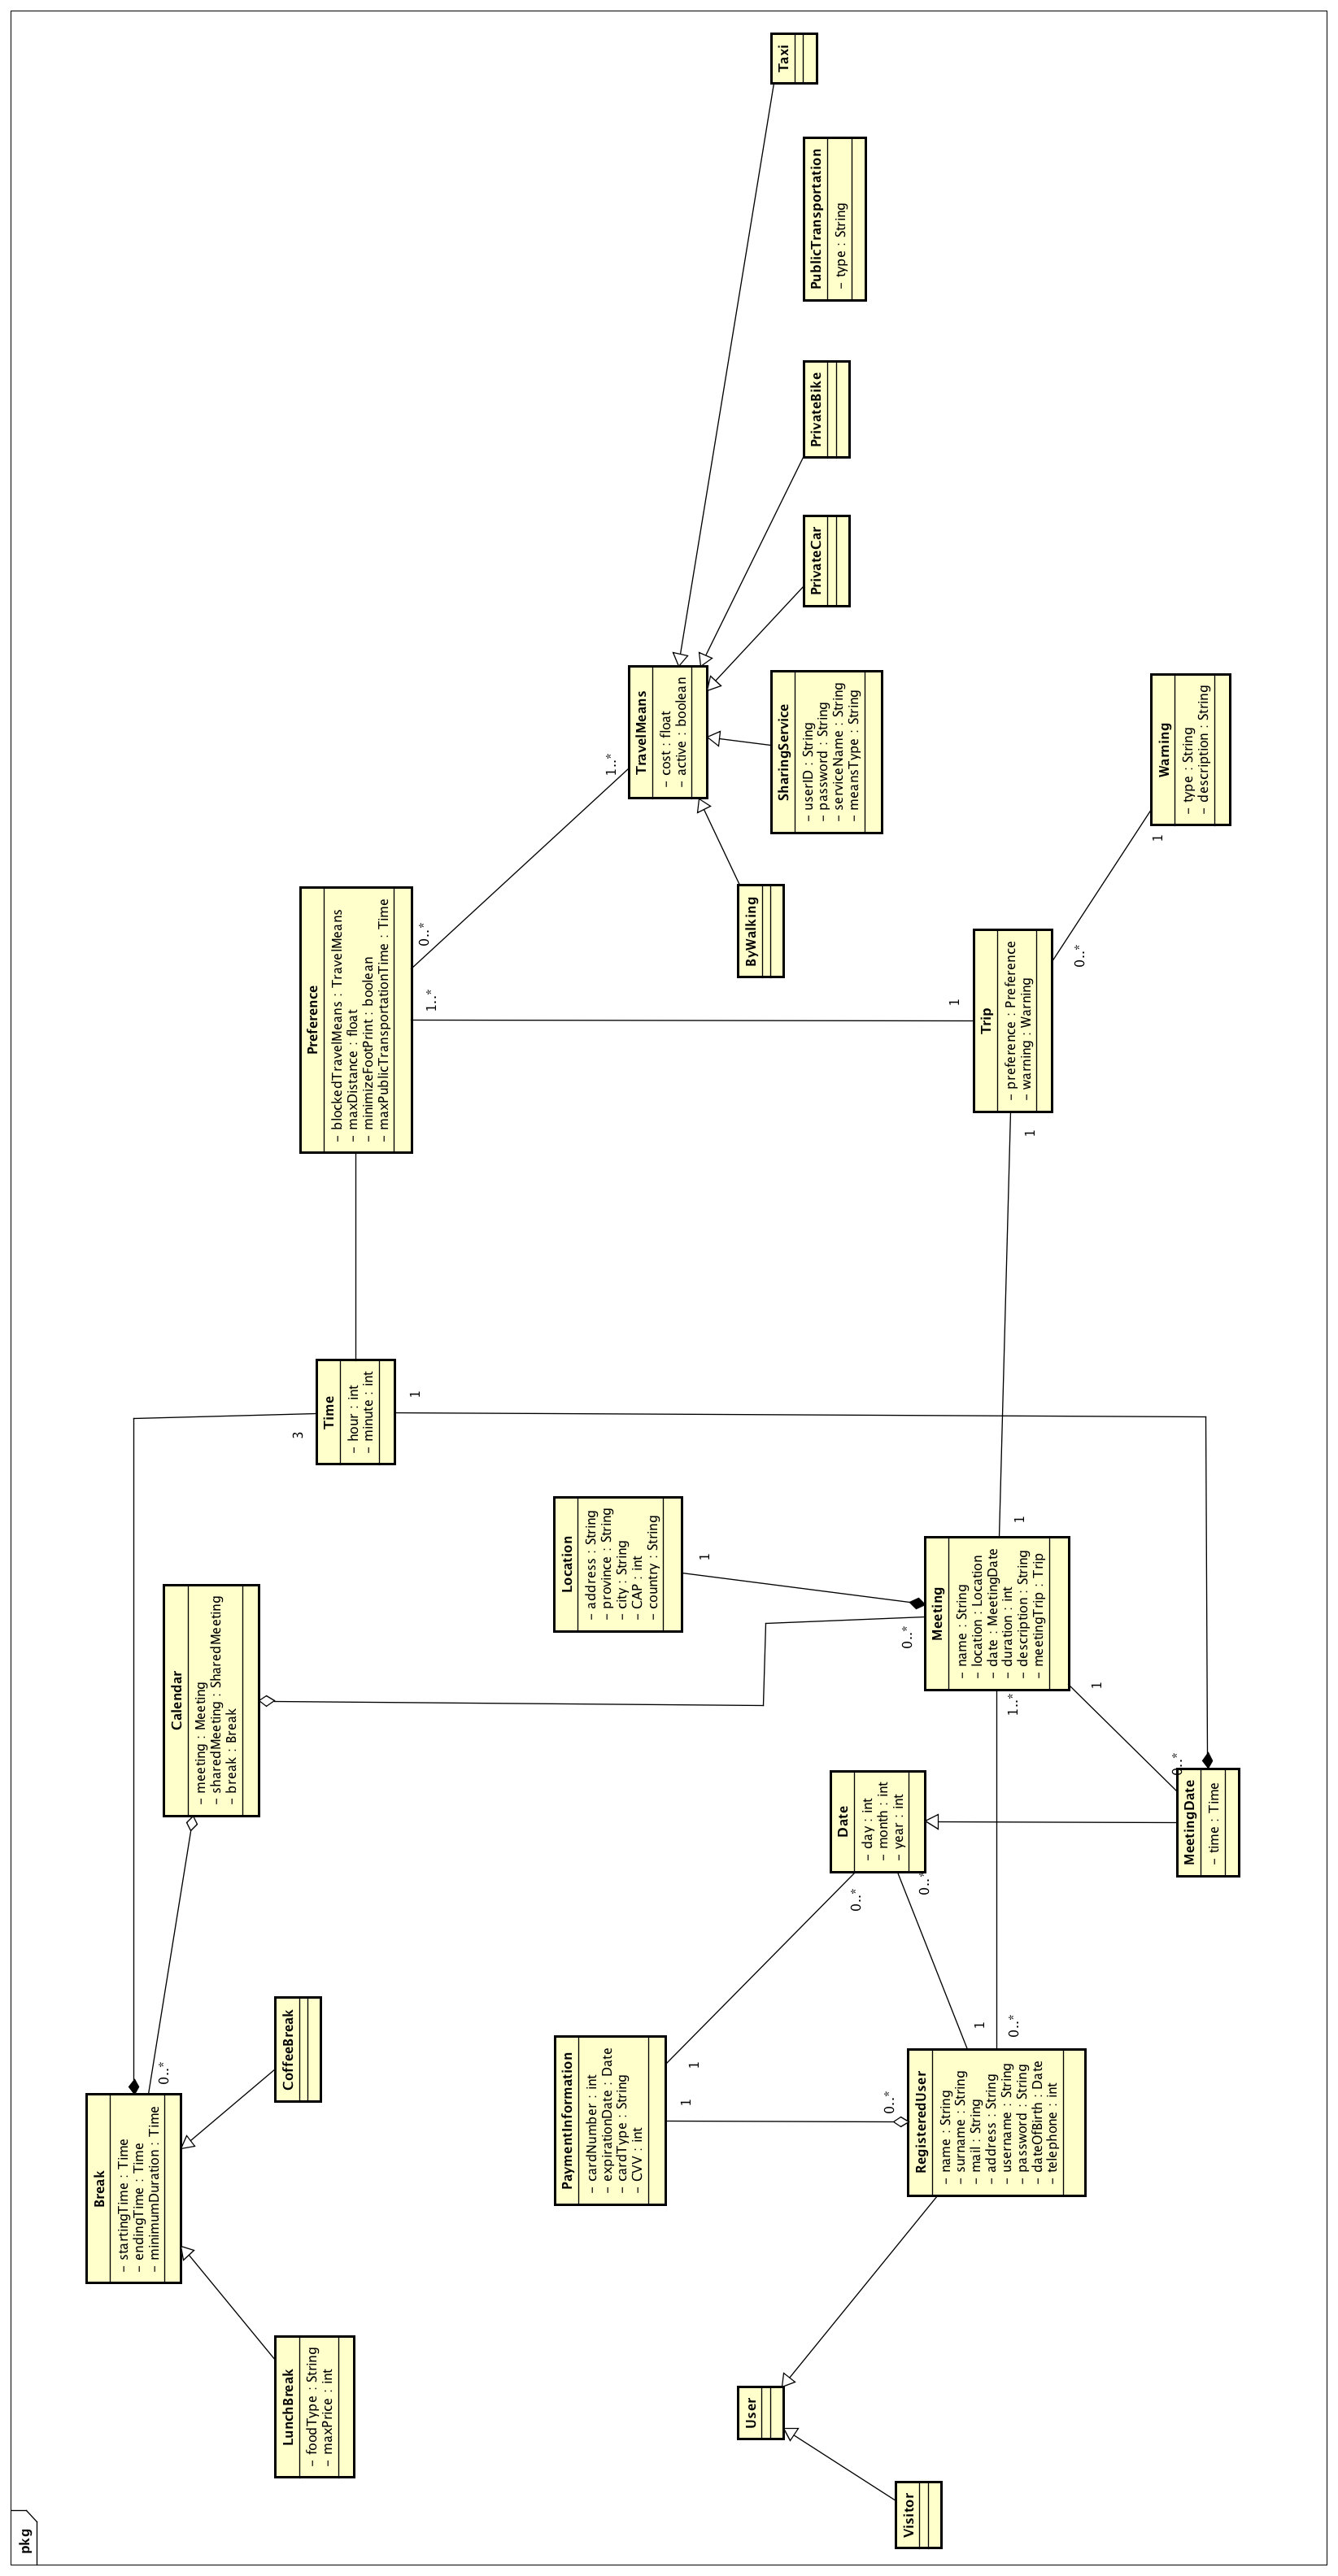 pkg
Break
– startingTime : Time
– endingTime : Time
– minimumDuration : Time
0..*
LunchBreak
– foodType : String
– maxPrice : int
CoffeeBreak
Calendar
– meeting : Meeting
– sharedMeeting : SharedMeeting
– break : Break
3
Time
– hour : int
– minute : int
1
Preference
– blockedTravelMeans : TravelMeans
– maxDistance : float
– minimizeFootPrint : boolean
– maxPublicTransportationTime : Time
1..*
0..*
1..*
TravelMeans
– cost : float
– active : boolean
PaymentInformation
– cardNumber : int
– expirationDate : Date
– cardType : String
– CVV : int
1
1
Location
– address : String
– province : String
– city : String
– CAP : int
– country : String
1
User
Visitor
ByWalking
SharingService
– userID : String
– password : String
– serviceName : String
– meansType : String
PrivateCar
PrivateBike
PublicTransportation
– type : String
Taxi
Date
– day : int
– month : int
– year : int
0..*
0..*
0..*
RegisteredUser
– name : String
– surname : String
– mail : String
– address : String
– username : String
– password : String
– dateOfBirth : Date
– telephone : int
1
0..*
0..*
Meeting
– name : String
– location : Location
– date : MeetingDate
– duration : int
– description : String
– meetingTrip : Trip
1..*
1
1
1
Trip
– preference : Preference
– warning : Warning
1
0..*
0..*
MeetingDate
– time : Time
1
Warning
– type : String
– description : String